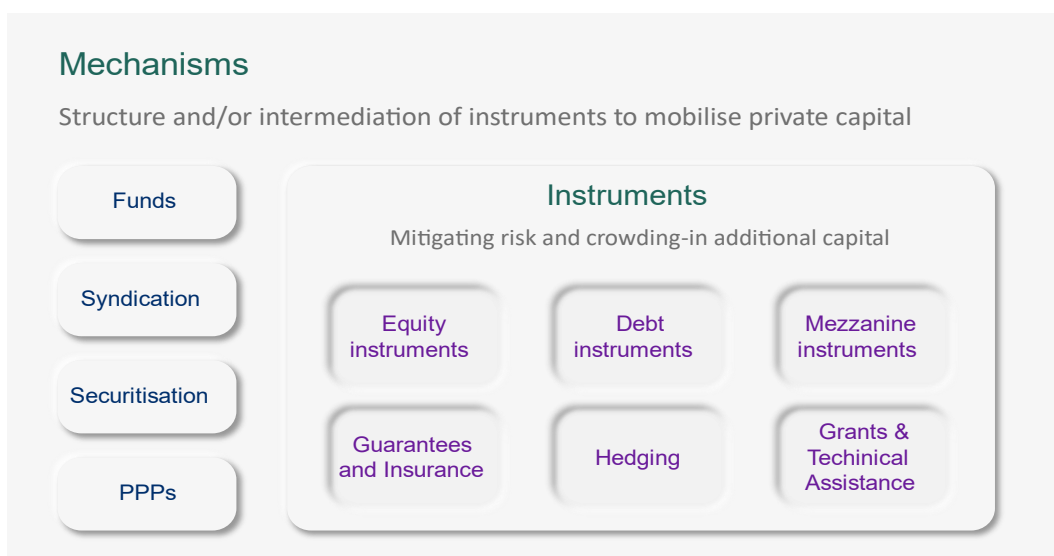 Mechanisms
Structure and/or intermediation of instruments to mobilise private capital
Funds
Syndication
Securitisation
PPPs
Instruments
Mitigating risk and crowding-in additional capital
Equity
instruments
Debt
instruments
Mezzanine
instruments
Guarantees
and Insurance
Hedging
Grants &
Techinical
Assistance